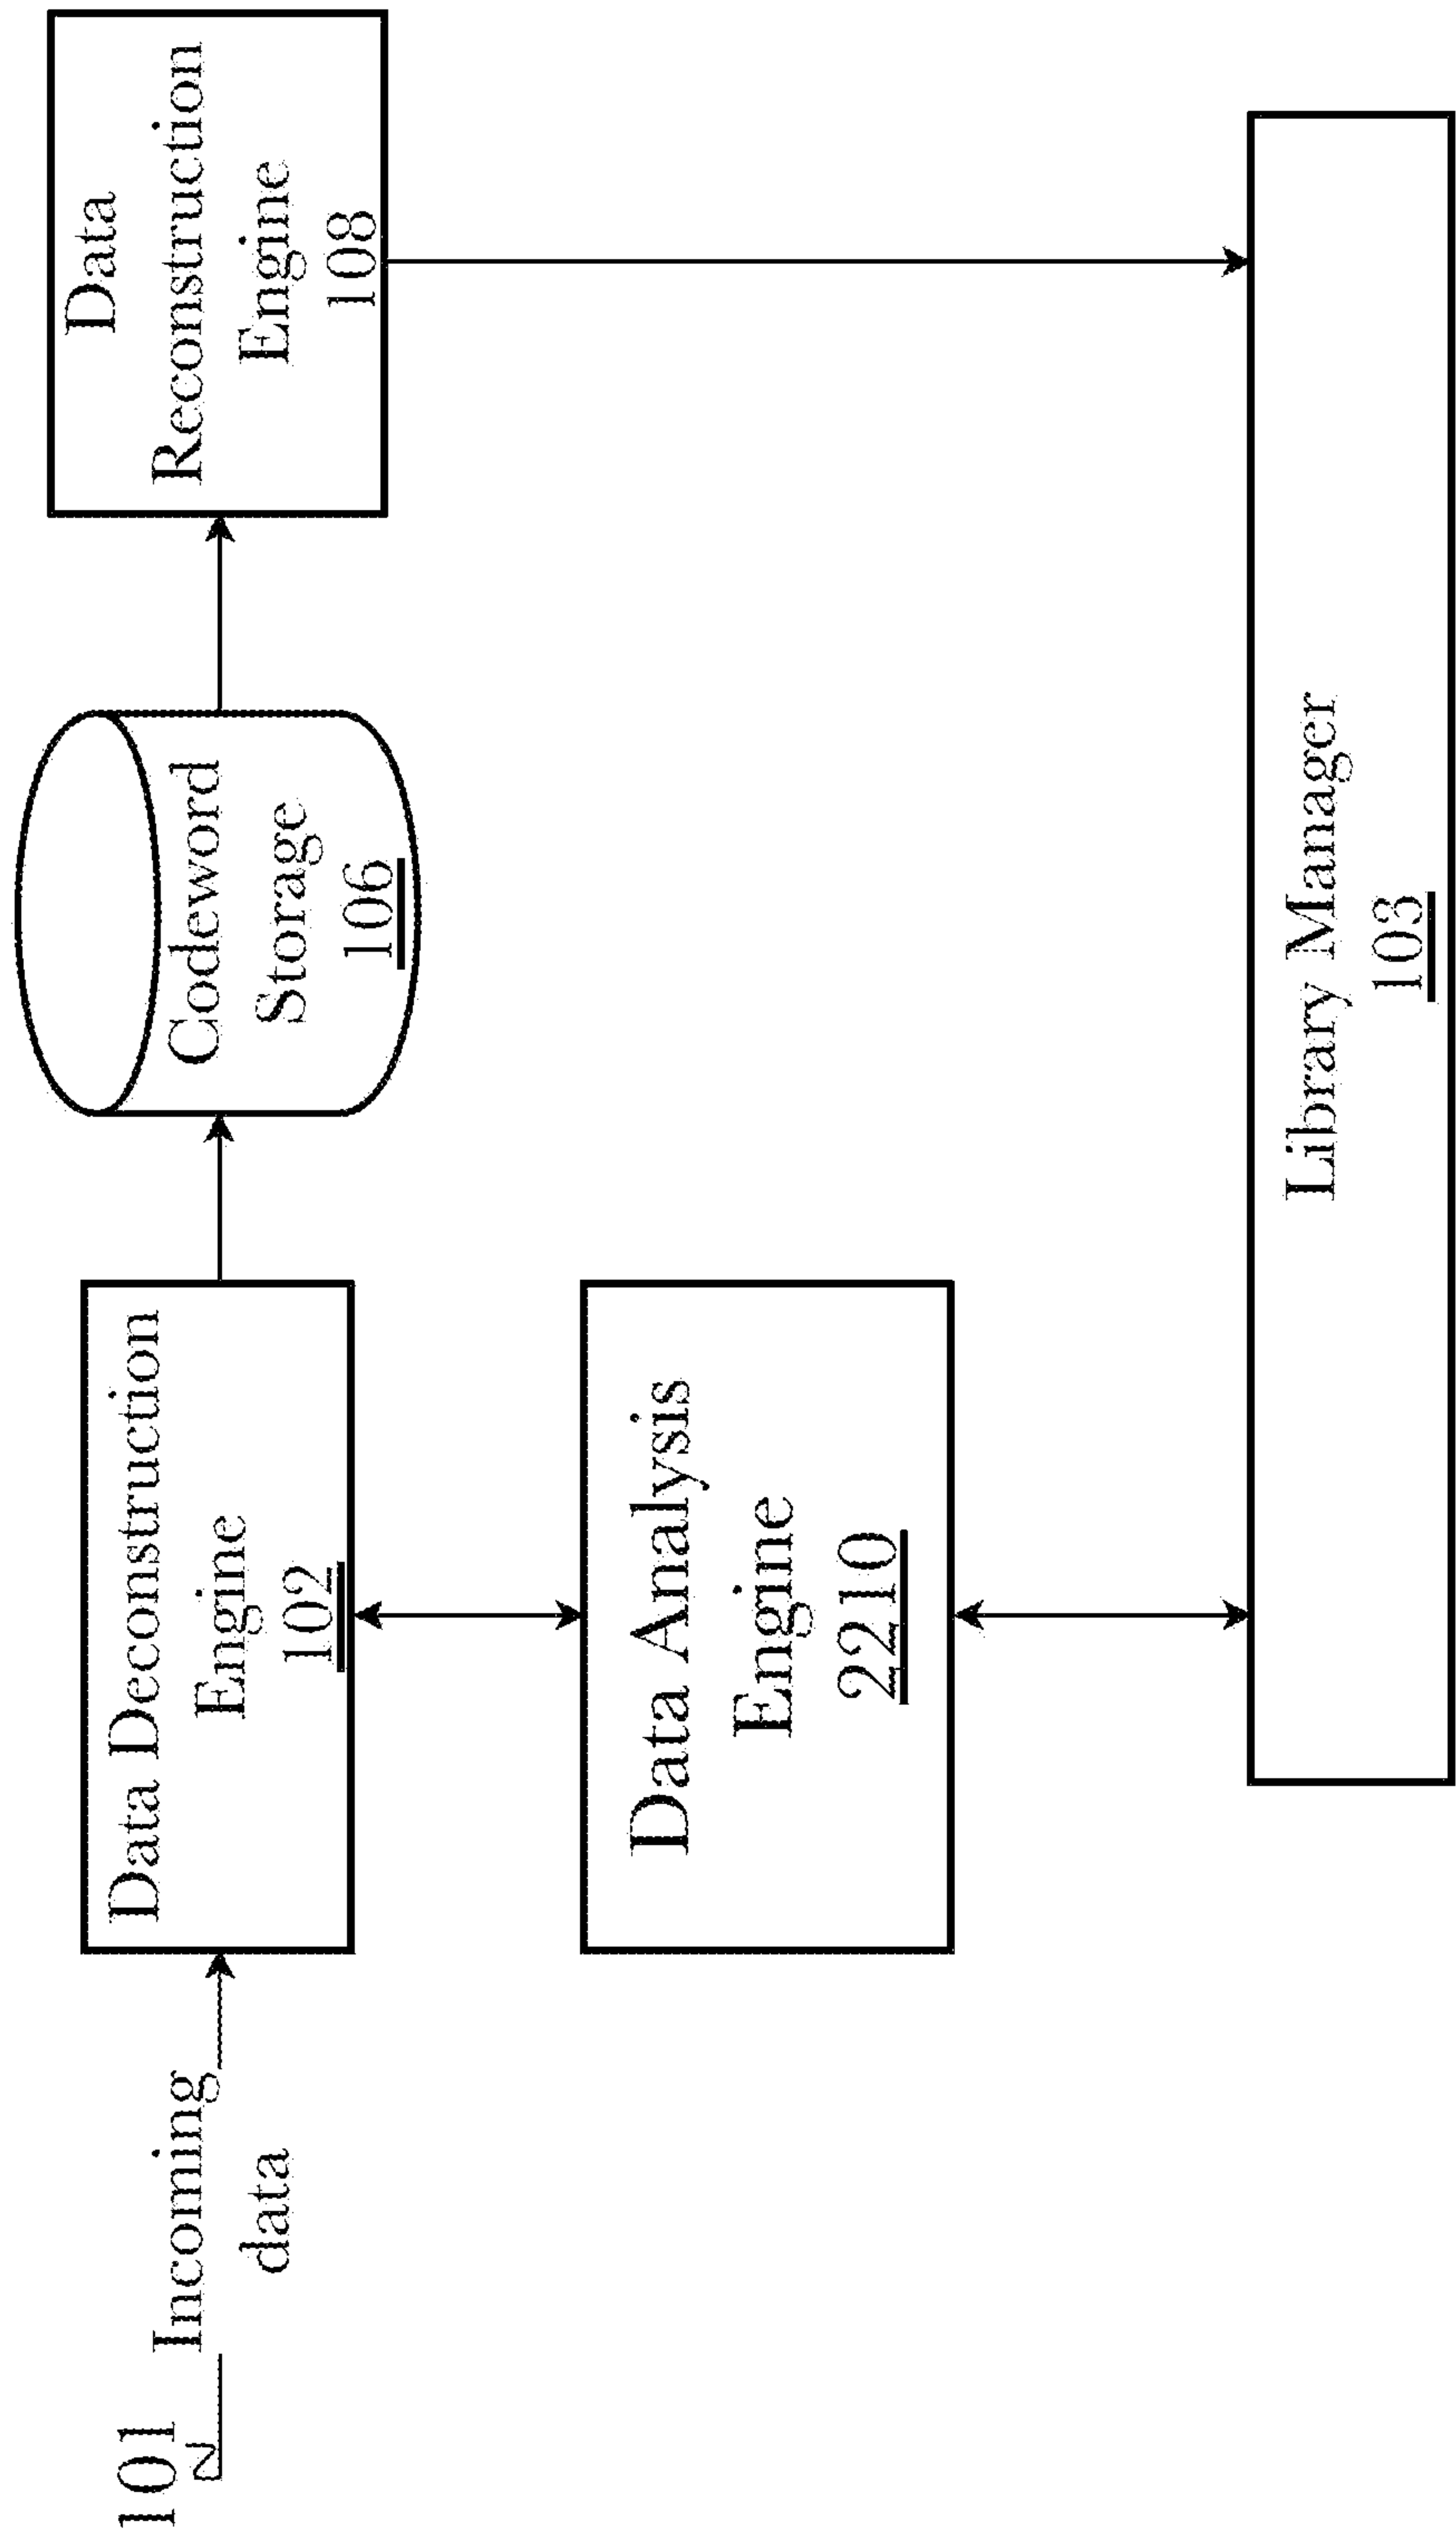 101
Incoming
data
Data Deconstruction
Engine
102
Codeword
Storage
106
Data
Reconstruction
Engine
108
Data Analysis
Engine
2210
Library Manager
103